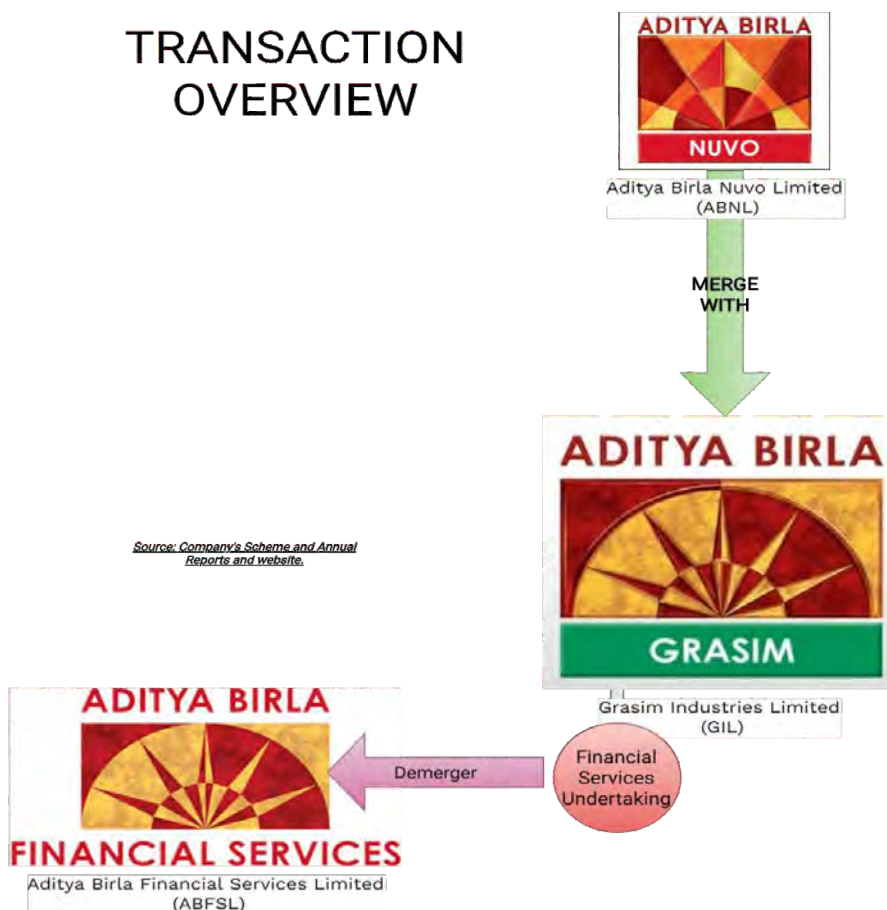 TRANSACTION
OVERVIEW
ADITYA BIRLA
NUVO
Aditya Birla Nuvo Limited
(ABNL)
MERGE
WITH
ADITYA BIRLA
GRASIM
Grasim Industries Limited
(GIL)
Source: Company's Scheme and Annual
Reports and website.
Financial
Services
Undertaking
Demerger
ADITYA BIRLA
FINANCIAL SERVICES
Aditya Birla Financial Services Limited
(ABFSL)